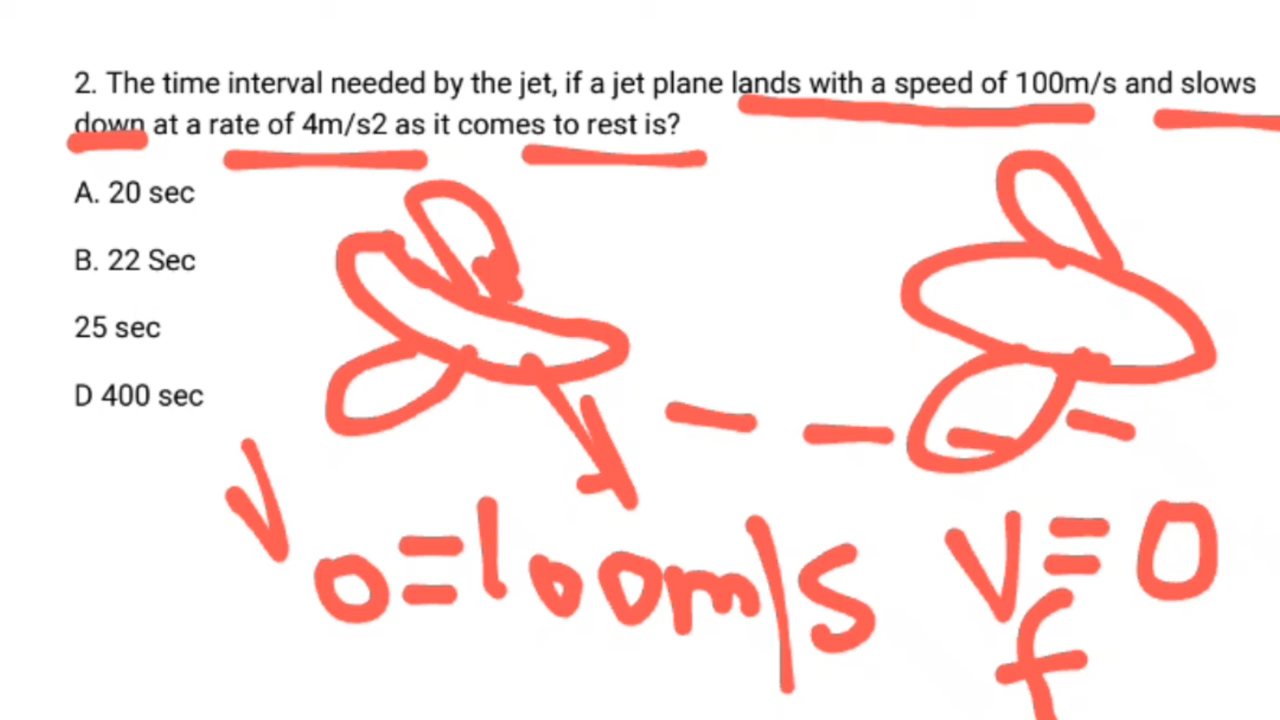 2. The time interval needed by the jet, if a jet plane lands with a speed of 100m/s and slows
down at a rate of 4m/s2 as it comes to rest is?
A. 20 sec
B. 22 Sec
25 sec
D 400 sec
Vo=100m/s
Vf=0